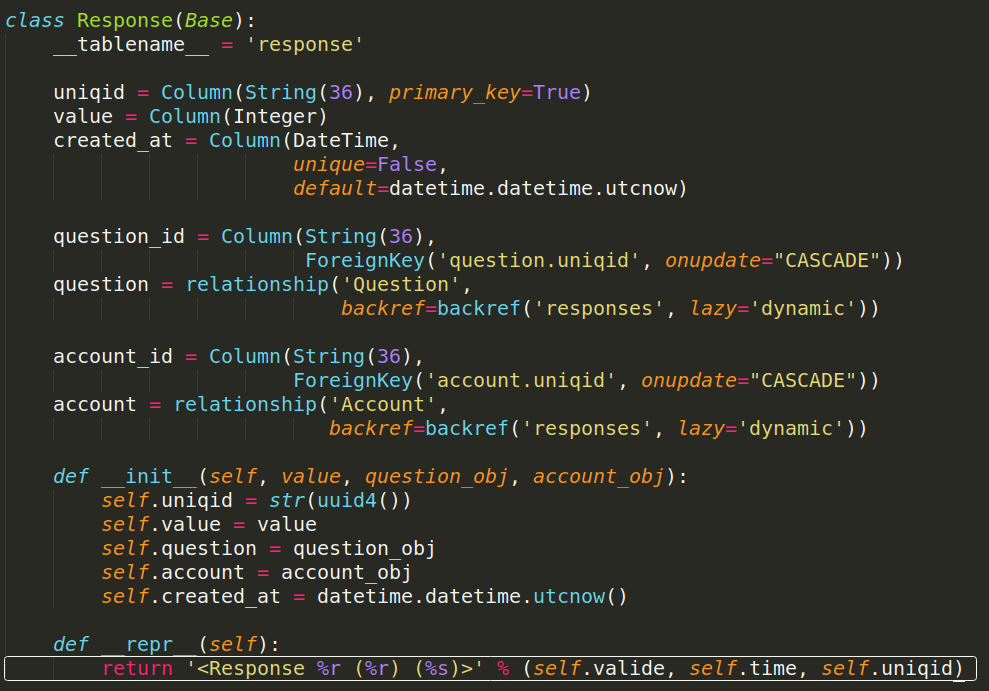 class Response(Base):
    __tablename__ = 'response'

    uniqid = Column(String(36), primary_key=True)
    value = Column(Integer)
    created_at = Column(DateTime,
                        unique=False,
                        default=datetime.datetime.utcnow)

    question_id = Column(String(36),
                         ForeignKey('question.uniqid', onupdate="CASCADE"))
    question = relationship('Question',
                            backref=backref('responses', lazy='dynamic'))

    account_id = Column(String(36),
                        ForeignKey('account.uniqid', onupdate="CASCADE"))
    account = relationship('Account',
                           backref=backref('responses', lazy='dynamic'))

    def __init__(self, value, question_obj, account_obj):
        self.uniqid = str(uuid4())
        self.value = value
        self.question = question_obj
        self.account = account_obj
        self.created_at = datetime.datetime.utcnow()

    def __repr__(self):
        return '<Response %r (%r) (%s)>' % (self.valide, self.time, self.uniqid)